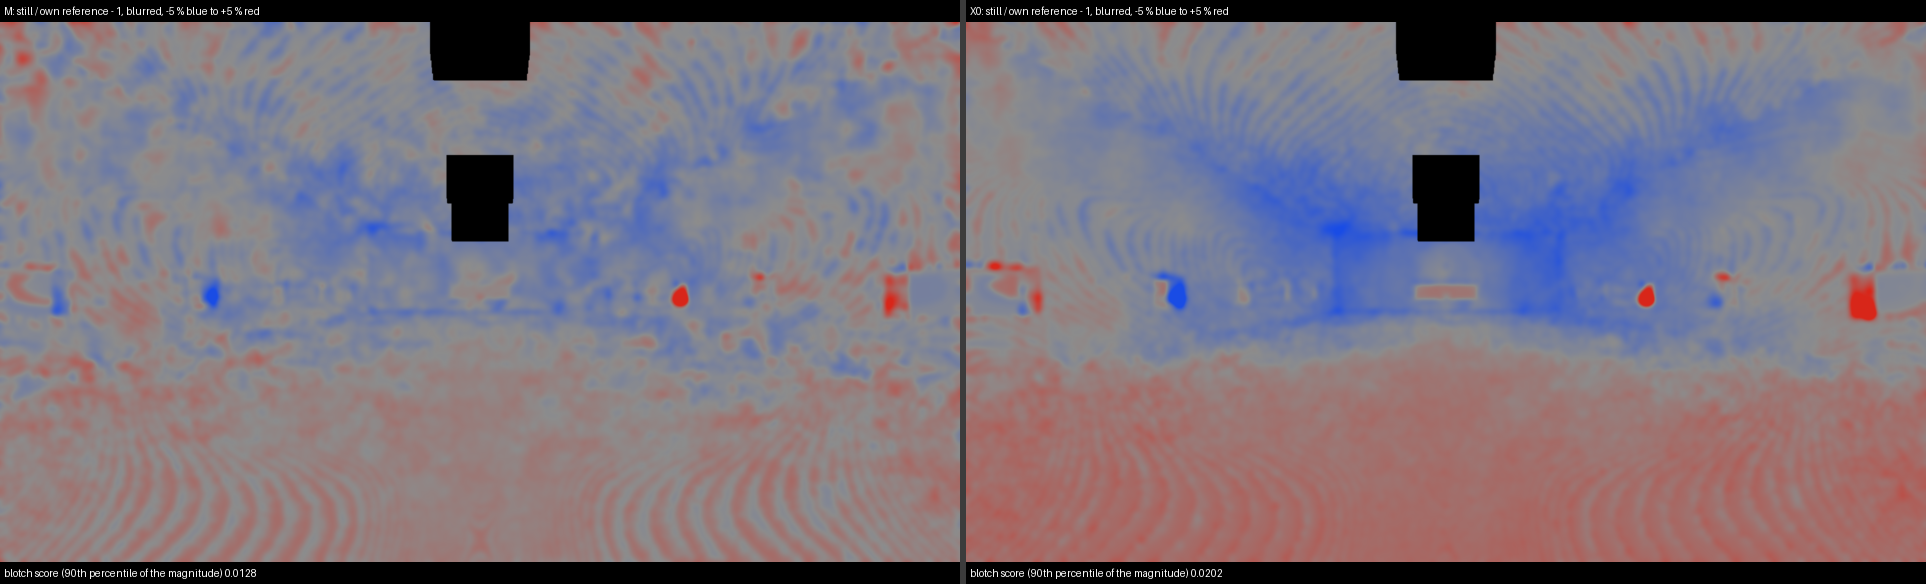 M: still / own reference - 1, blurred, -5 % blue to +5 % red
X0: still / own reference - 1, blurred, -5 % blue to +5 % red
blotch score (90th percentile of the magnitude) 0.0128
blotch score (90th percentile of the magnitude) 0.0202